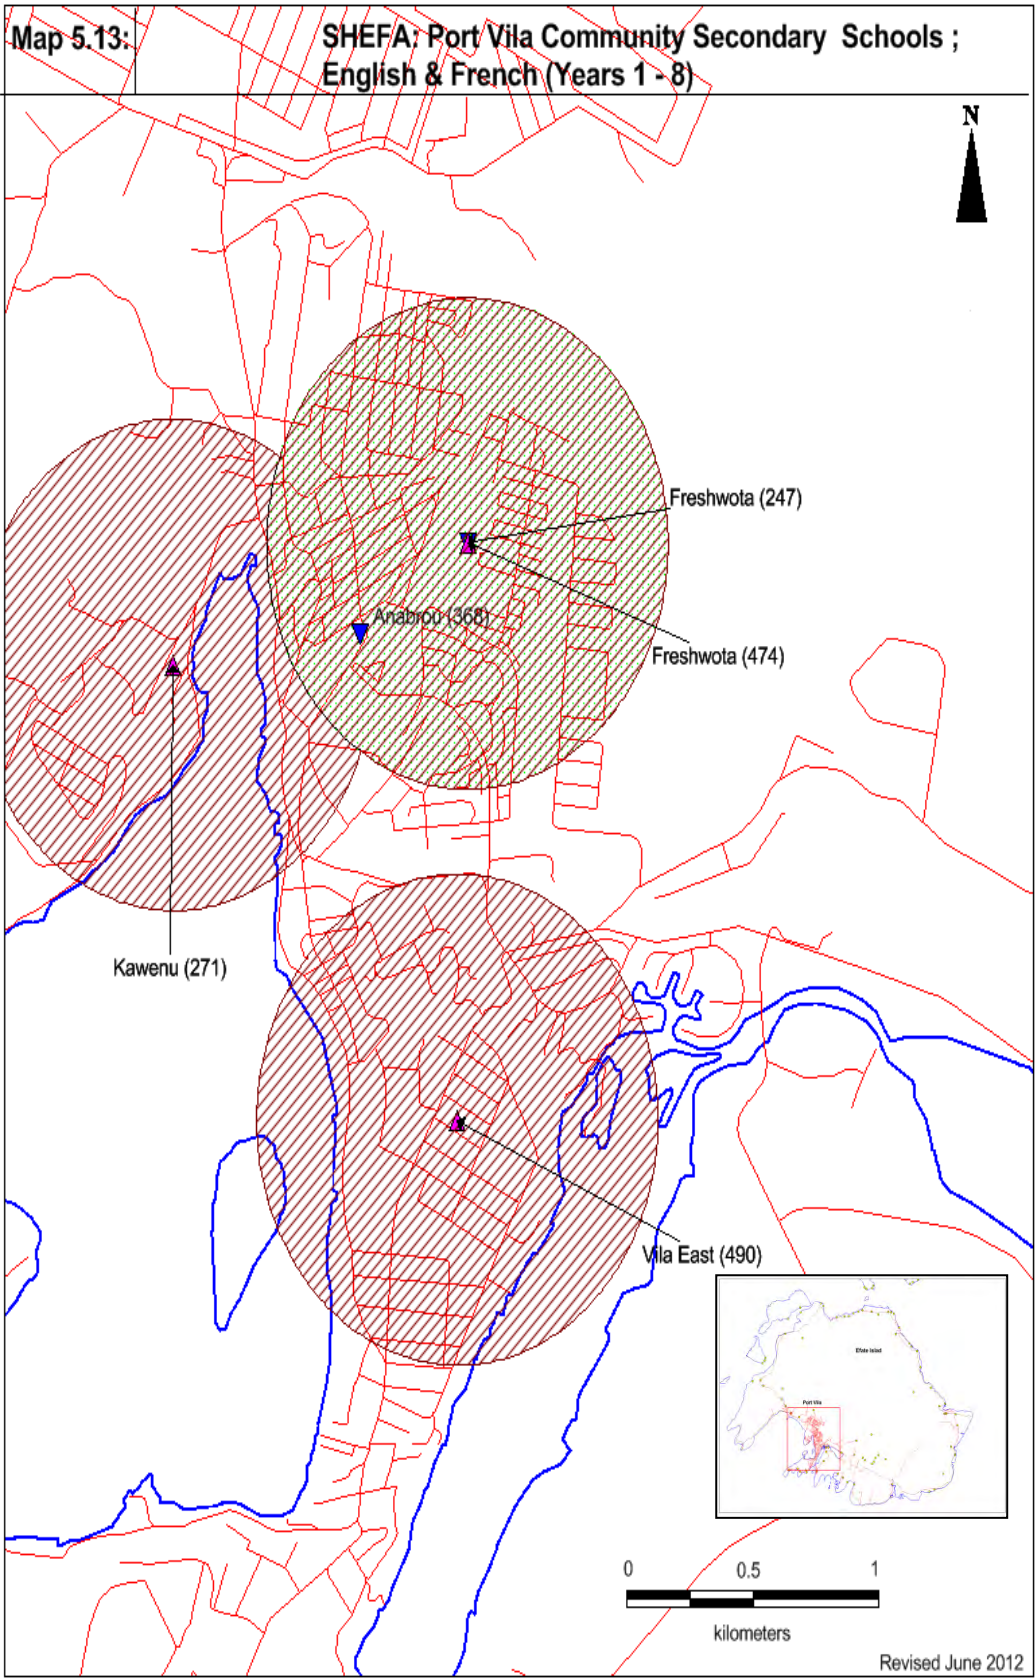 Map 5.13:
SHEFA: Port Vila Community Secondary Schools ;
English & French (Years 1 - 8)
N
Freshwota (247)
Anabrou (368)
Freshwota (474)
Kawenu (271)
Vila East (490)
Efate Island
Port Vila
0 0.5 1
kilometers
Revised June 2012